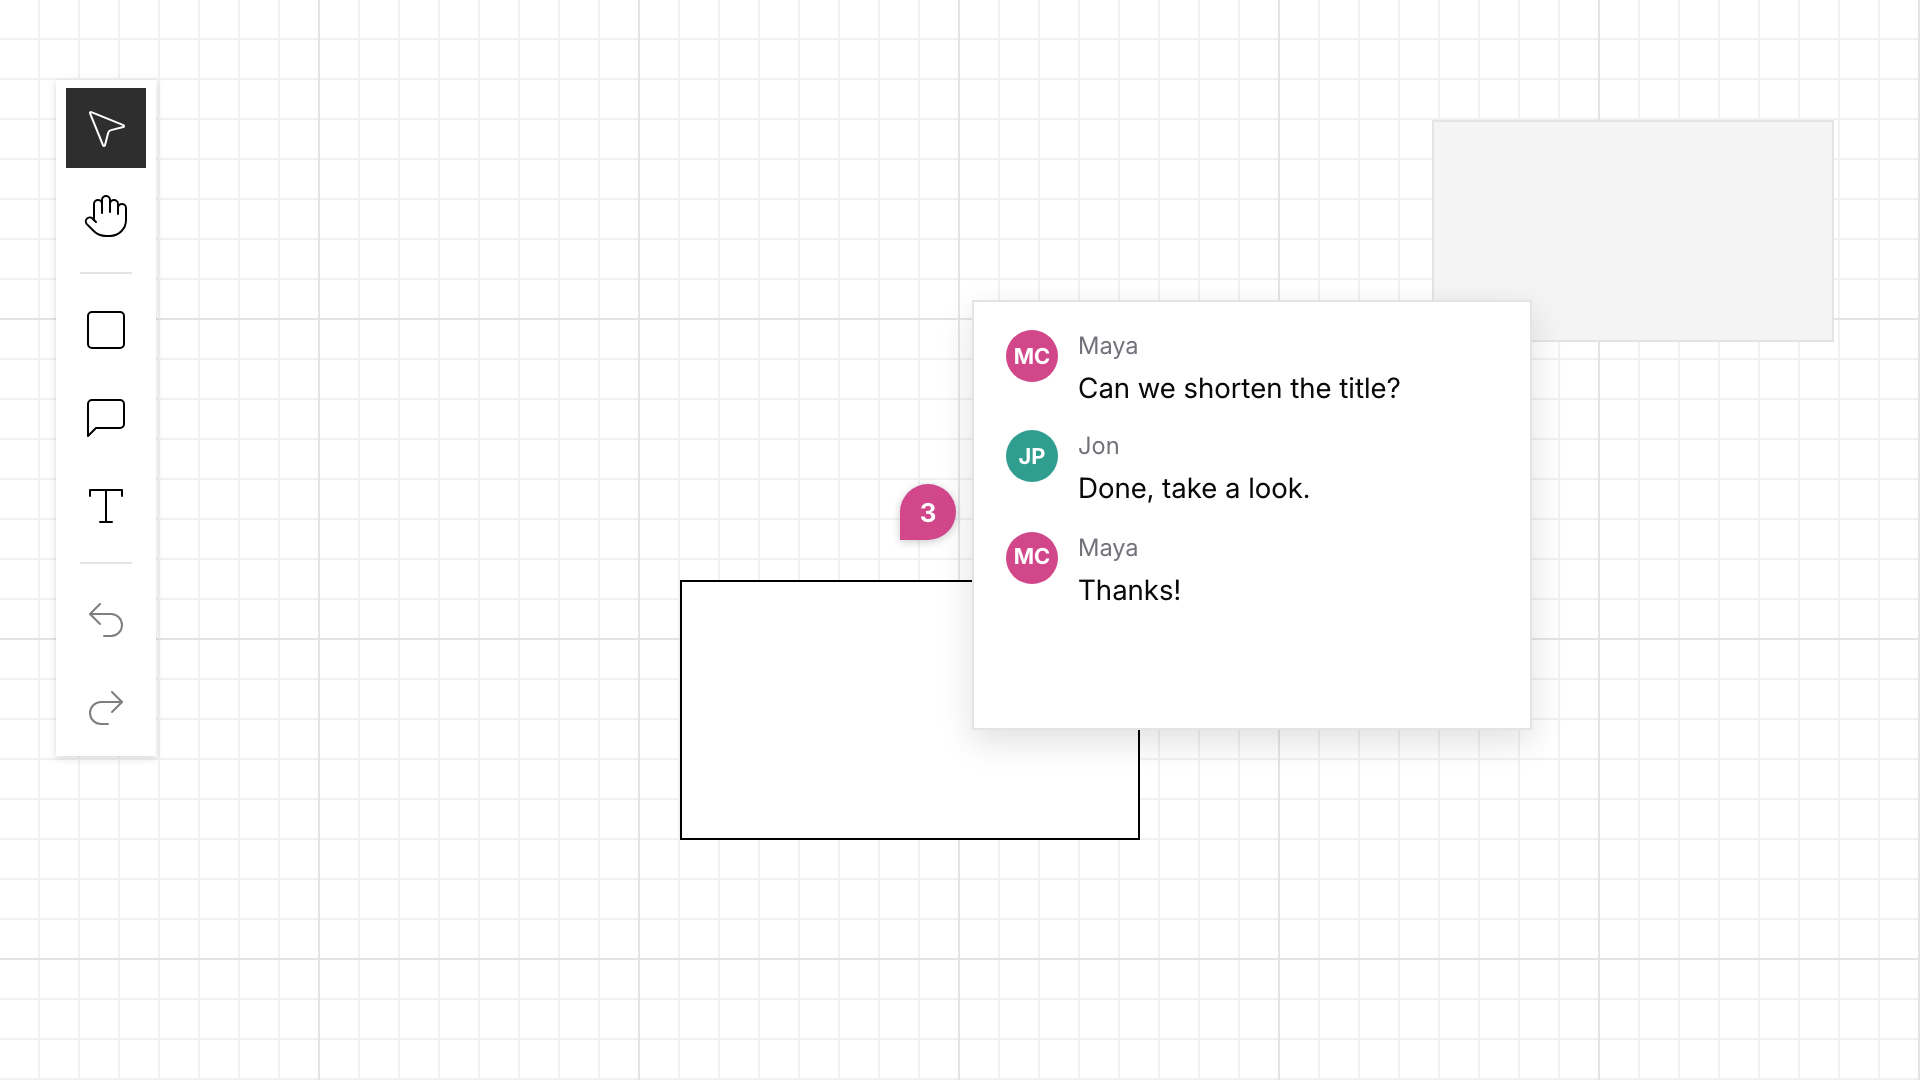 3
MC
Maya
Can we shorten the title?
JP
Jon
Done, take a look.
MC
Maya
Thanks!